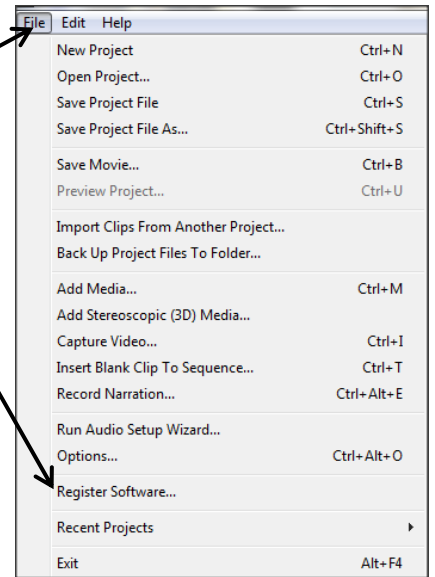 File Edit Help
New Project Ctrl+N
Open Project... Ctrl+O
Save Project File Ctrl+S
Save Project File As... Ctrl+Shift+S
Save Movie... Ctrl+B
Preview Project... Ctrl+U
Import Clips From Another Project...
Back Up Project Files To Folder...
Add Media... Ctrl+M
Add Stereoscopic (3D) Media...
Capture Video... Ctrl+I
Insert Blank Clip To Sequence... Ctrl+T
Record Narration... Ctrl+Alt+E
Run Audio Setup Wizard...
Options... Ctrl+Alt+O
Register Software...
Recent Projects
Exit Alt+F4